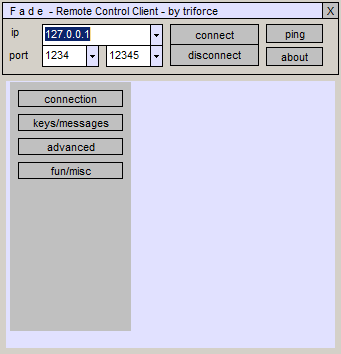 F a d e - Remote Control Client - by triforce X
ip 127.0.0.1 connect ping
port 1234 12345 disconnect about
connection
keys/messages
advanced
fun/misc